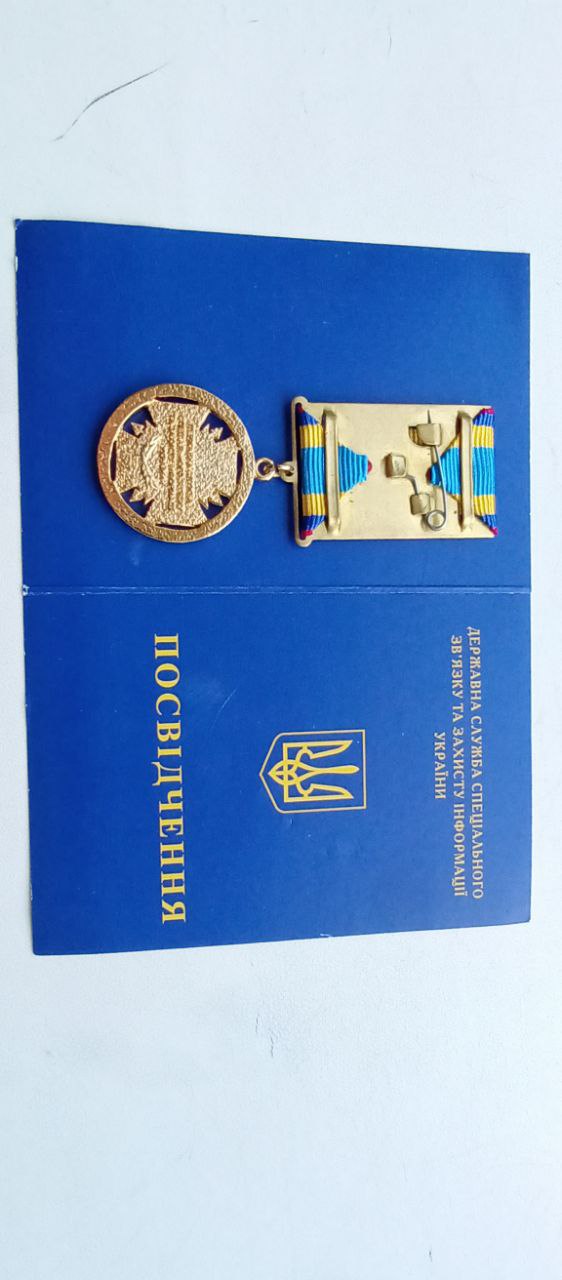 ДЕРЖАВНА СЛУЖБА СПЕЦІАЛЬНОГО
ЗВ'ЯЗКУ ТА ЗАХИСТУ ІНФОРМАЦІЇ
УКРАЇНИ
ПОСВІДЧЕННЯ